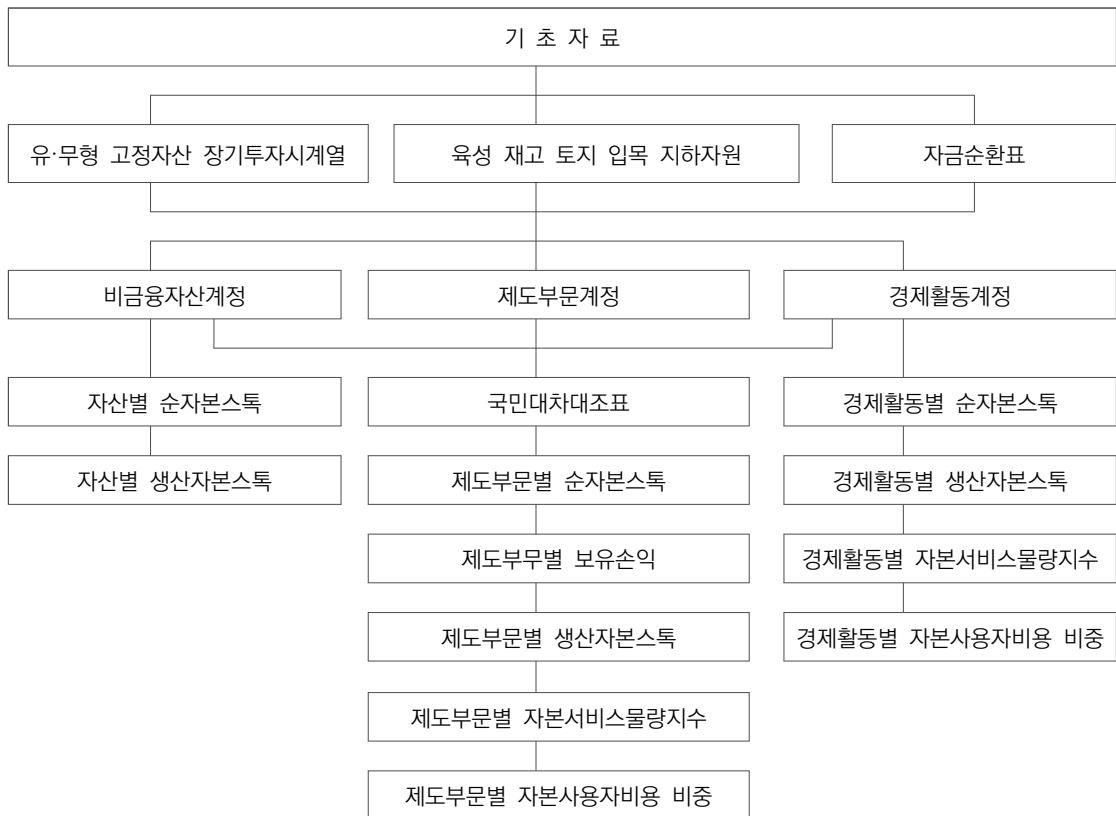 기 초 자 료
유·무형 고정자산 장기투자시계열
육성 재고 토지 입목 지하자원
자금순환표
비금융자산계정
제도부문계정
경제활동계정
자산별 순자본스톡
국민대차대조표
경제활동별 순자본스톡
자산별 생산자본스톡
제도부문별 순자본스톡
경제활동별 생산자본스톡
제도부무별 보유손익
경제활동별 자본서비스물량지수
제도부문별 생산자본스톡
경제활동별 자본사용자비용 비중
제도부문별 자본서비스물량지수
제도부문별 자본사용자비용 비중